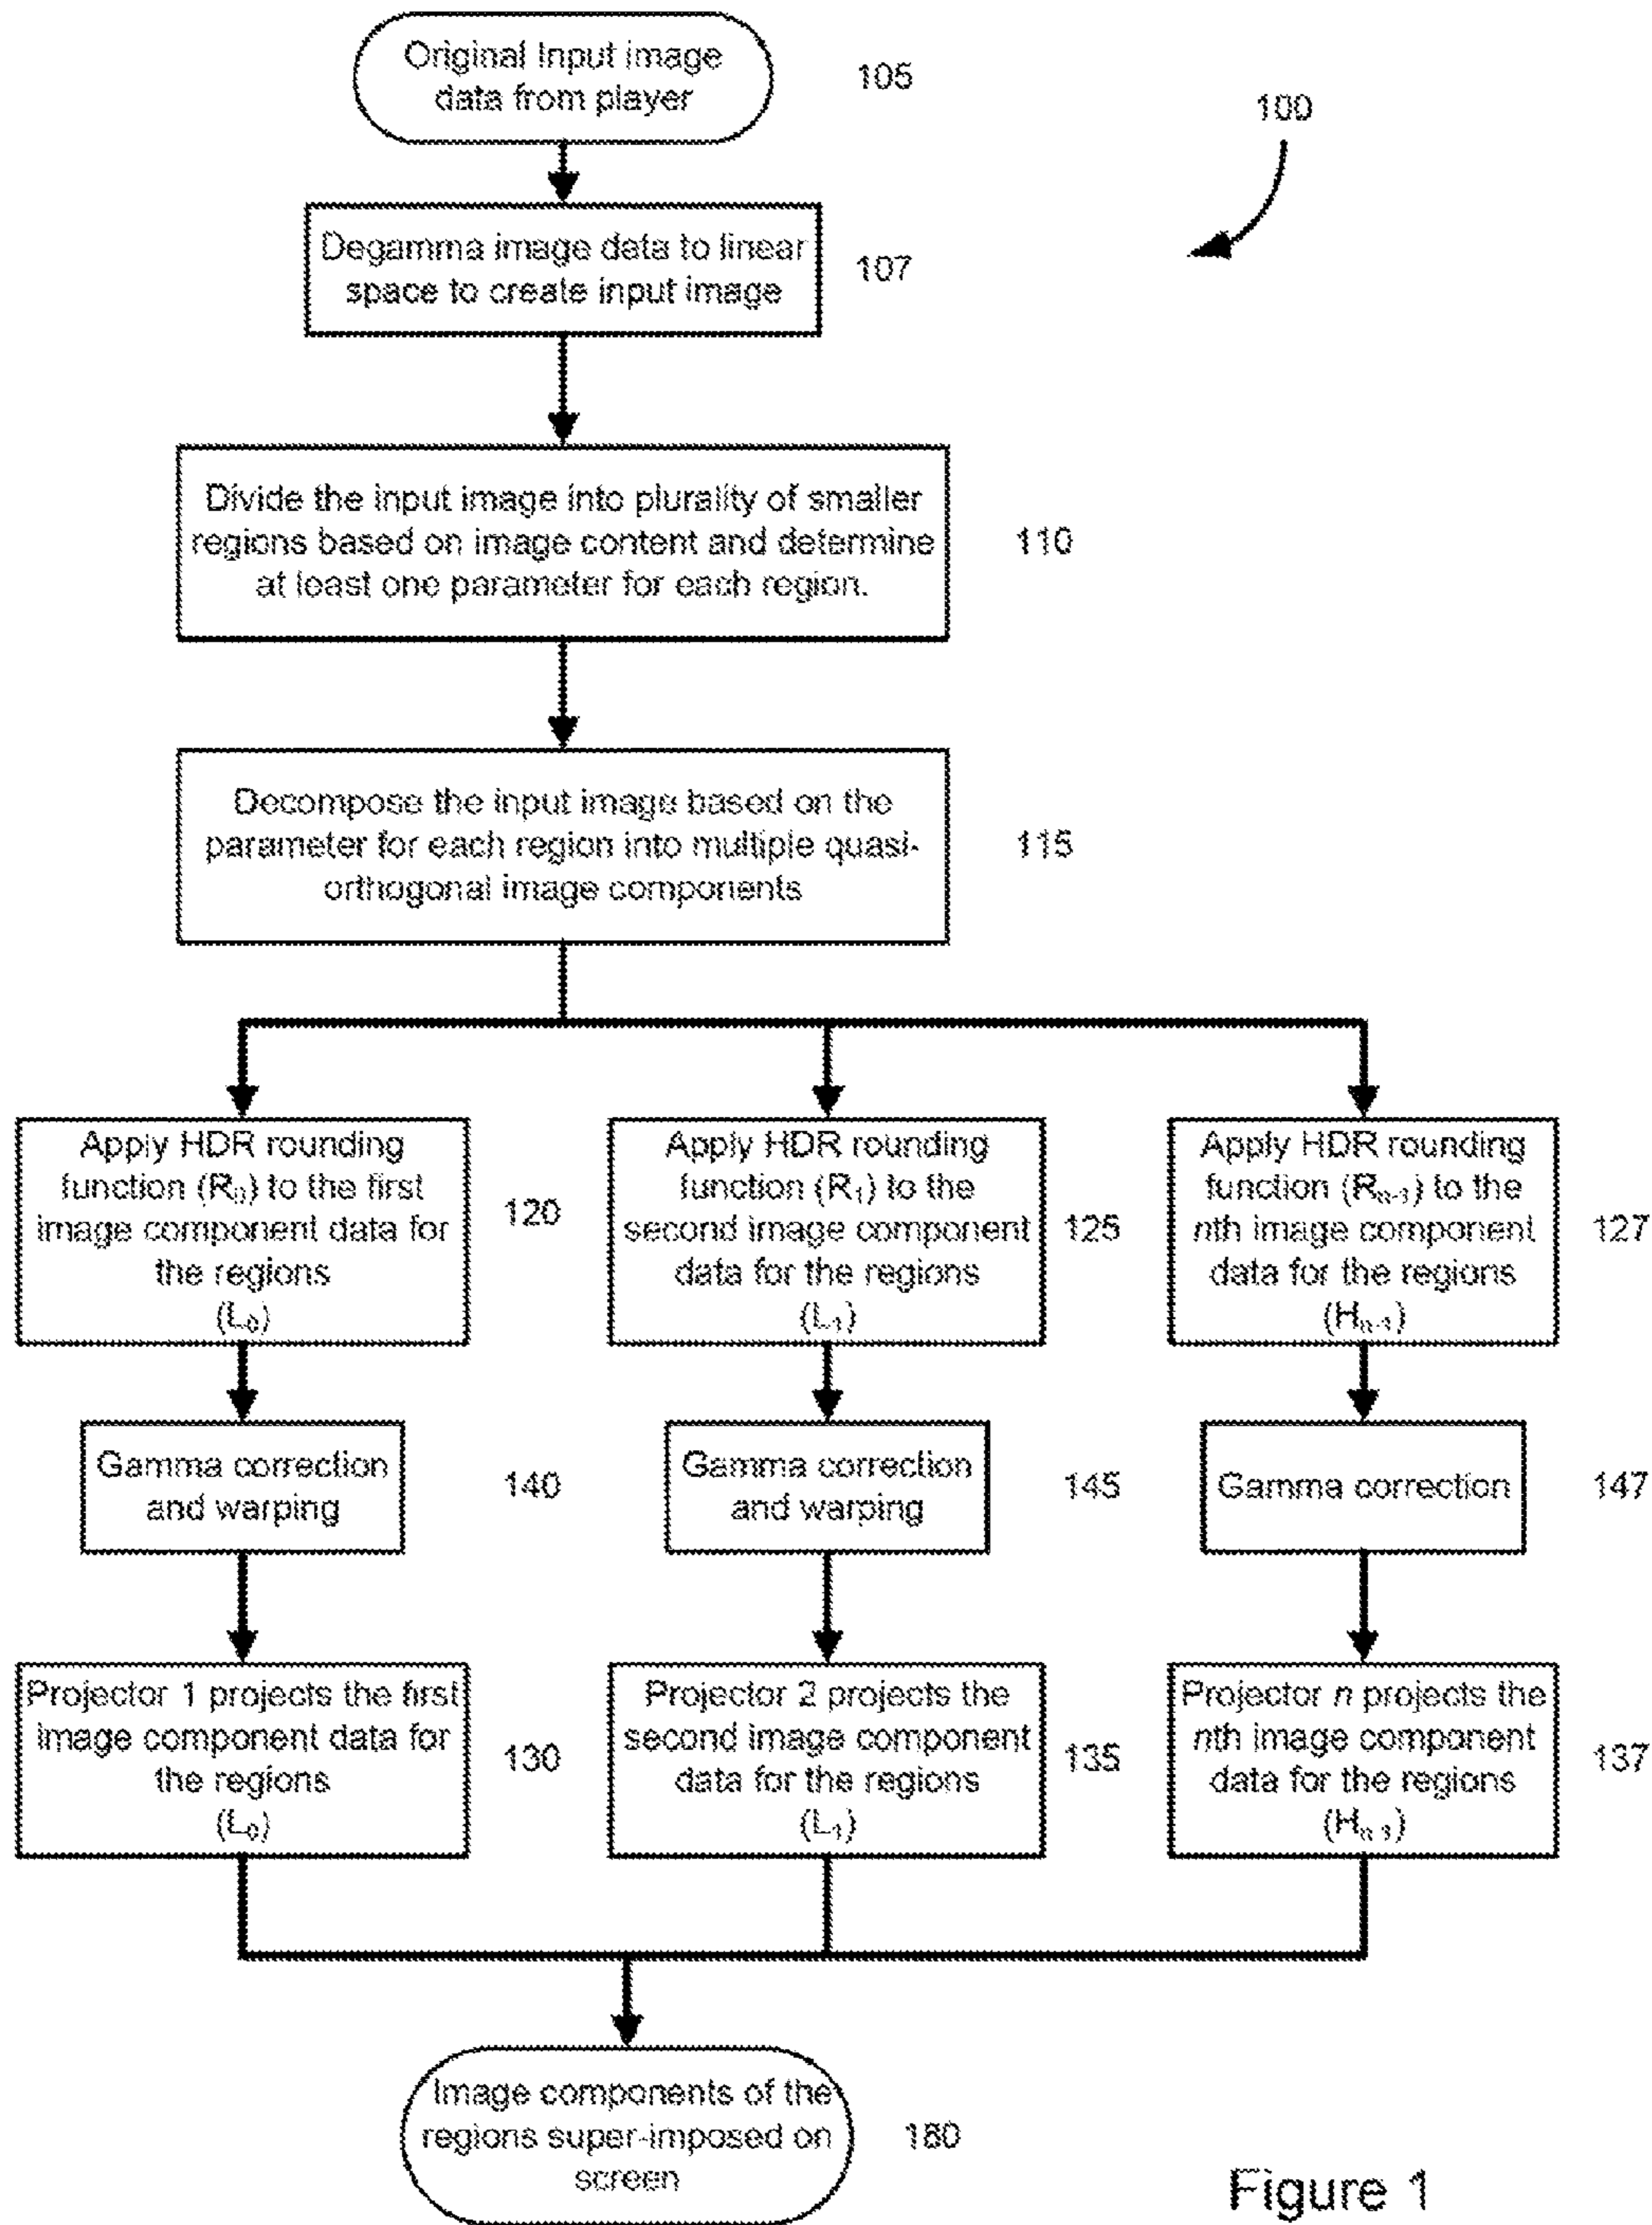 Original Input image
data from player
105
100
Degamma image data to linear
space to create input image
107
Divide the input image into plurality of smaller
regions based on image content and determine
at least one parameter for each region.
110
Decompose the input image based on the
parameter for each region into multiple quasi-
orthogonal image components
115
Apply HDR rounding
function (R₀) to the first
image component data for
the regions
(L₀)
120
Apply HDR rounding
function (R₁) to the
second image component
data for the regions
(L₁)
125
Apply HDR rounding
function (Rₙ₋₁) to the
nth image component
data for the regions
(Hₙ₋₁)
127
Gamma correction
and warping
140
Gamma correction
and warping
145
Gamma correction
147
Projector 1 projects the first
image component data for
the regions
(L₀)
130
Projector 2 projects the
second image component
data for the regions
(L₁)
135
Projector n projects the
nth image component
data for the regions
(Hₙ₋₁)
137
Image components of the
regions super-imposed on
screen
180
Figure 1